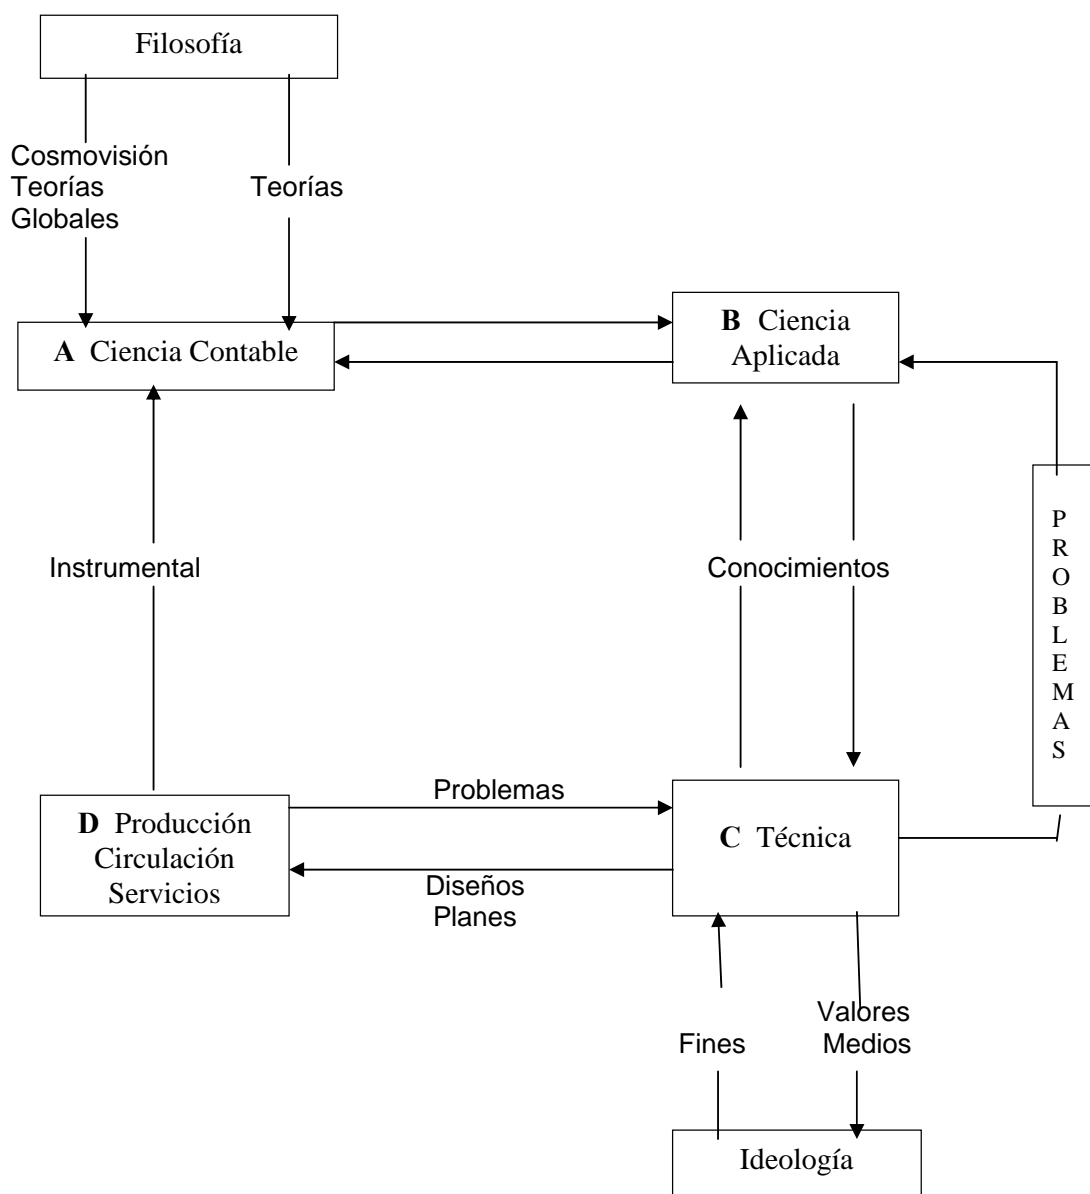 Filosofía
Cosmovisión
Teorías
Globales
Teorías
A Ciencia Contable
B Ciencia
Aplicada
P
R
O
B
L
E
M
A
S
Instrumental
Conocimientos
Problemas
D Producción
Circulación
Servicios
C Técnica
Diseños
Planes
Fines
Valores
Medios
Ideología